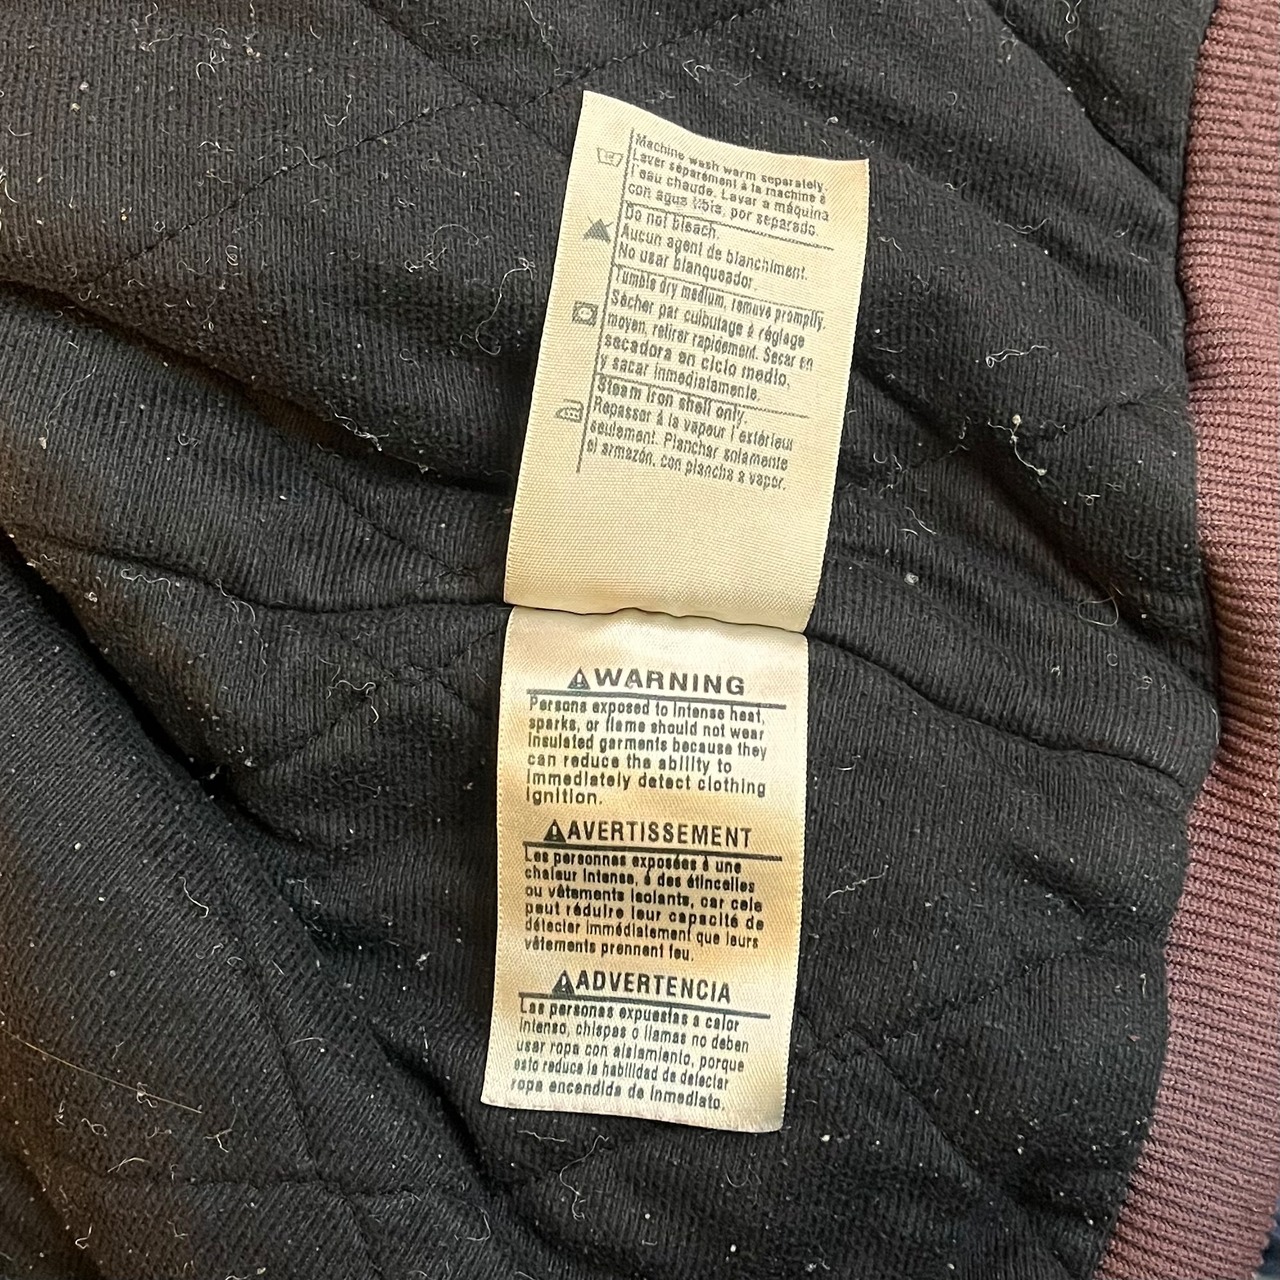 Machine wash warm separately.
Laver séparément à la machine à
l'eau chaude. Lavar a máquina
con agua tibia, por separado.
Do not bleach.
Aucun agent de blanchiment.
No usar blanqueador.
Tumble dry medium, remove promptly.
Sécher par culbutage à réglage
moyen, retirer rapidement. Secar en
secadora en ciclo medio,
y sacar inmediatamente.
Steam iron shell only.
Repasser à la vapeur l'extérieur
seulement. Planchar solamente
el armazón, con plancha a vapor.
WARNING
Persons exposed to intense heat,
sparks, or flame should not wear
insulated garments because they
can reduce the ability to
immediately detect clothing
ignition.
AVERTISSEMENT
Les personnes exposées à une
chaleur intense, à des étincelles
ou vêtements isolants, car cela
peut réduire leur capacité de
détecter immédiatement que leurs
vêtements prennent feu.
ADVERTENCIA
Las personas expuestas a calor
intenso, chispas o llamas no deben
usar ropa con aislamiento, porque
esto reduce la habilidad de detectar
ropa encendida de inmediato.